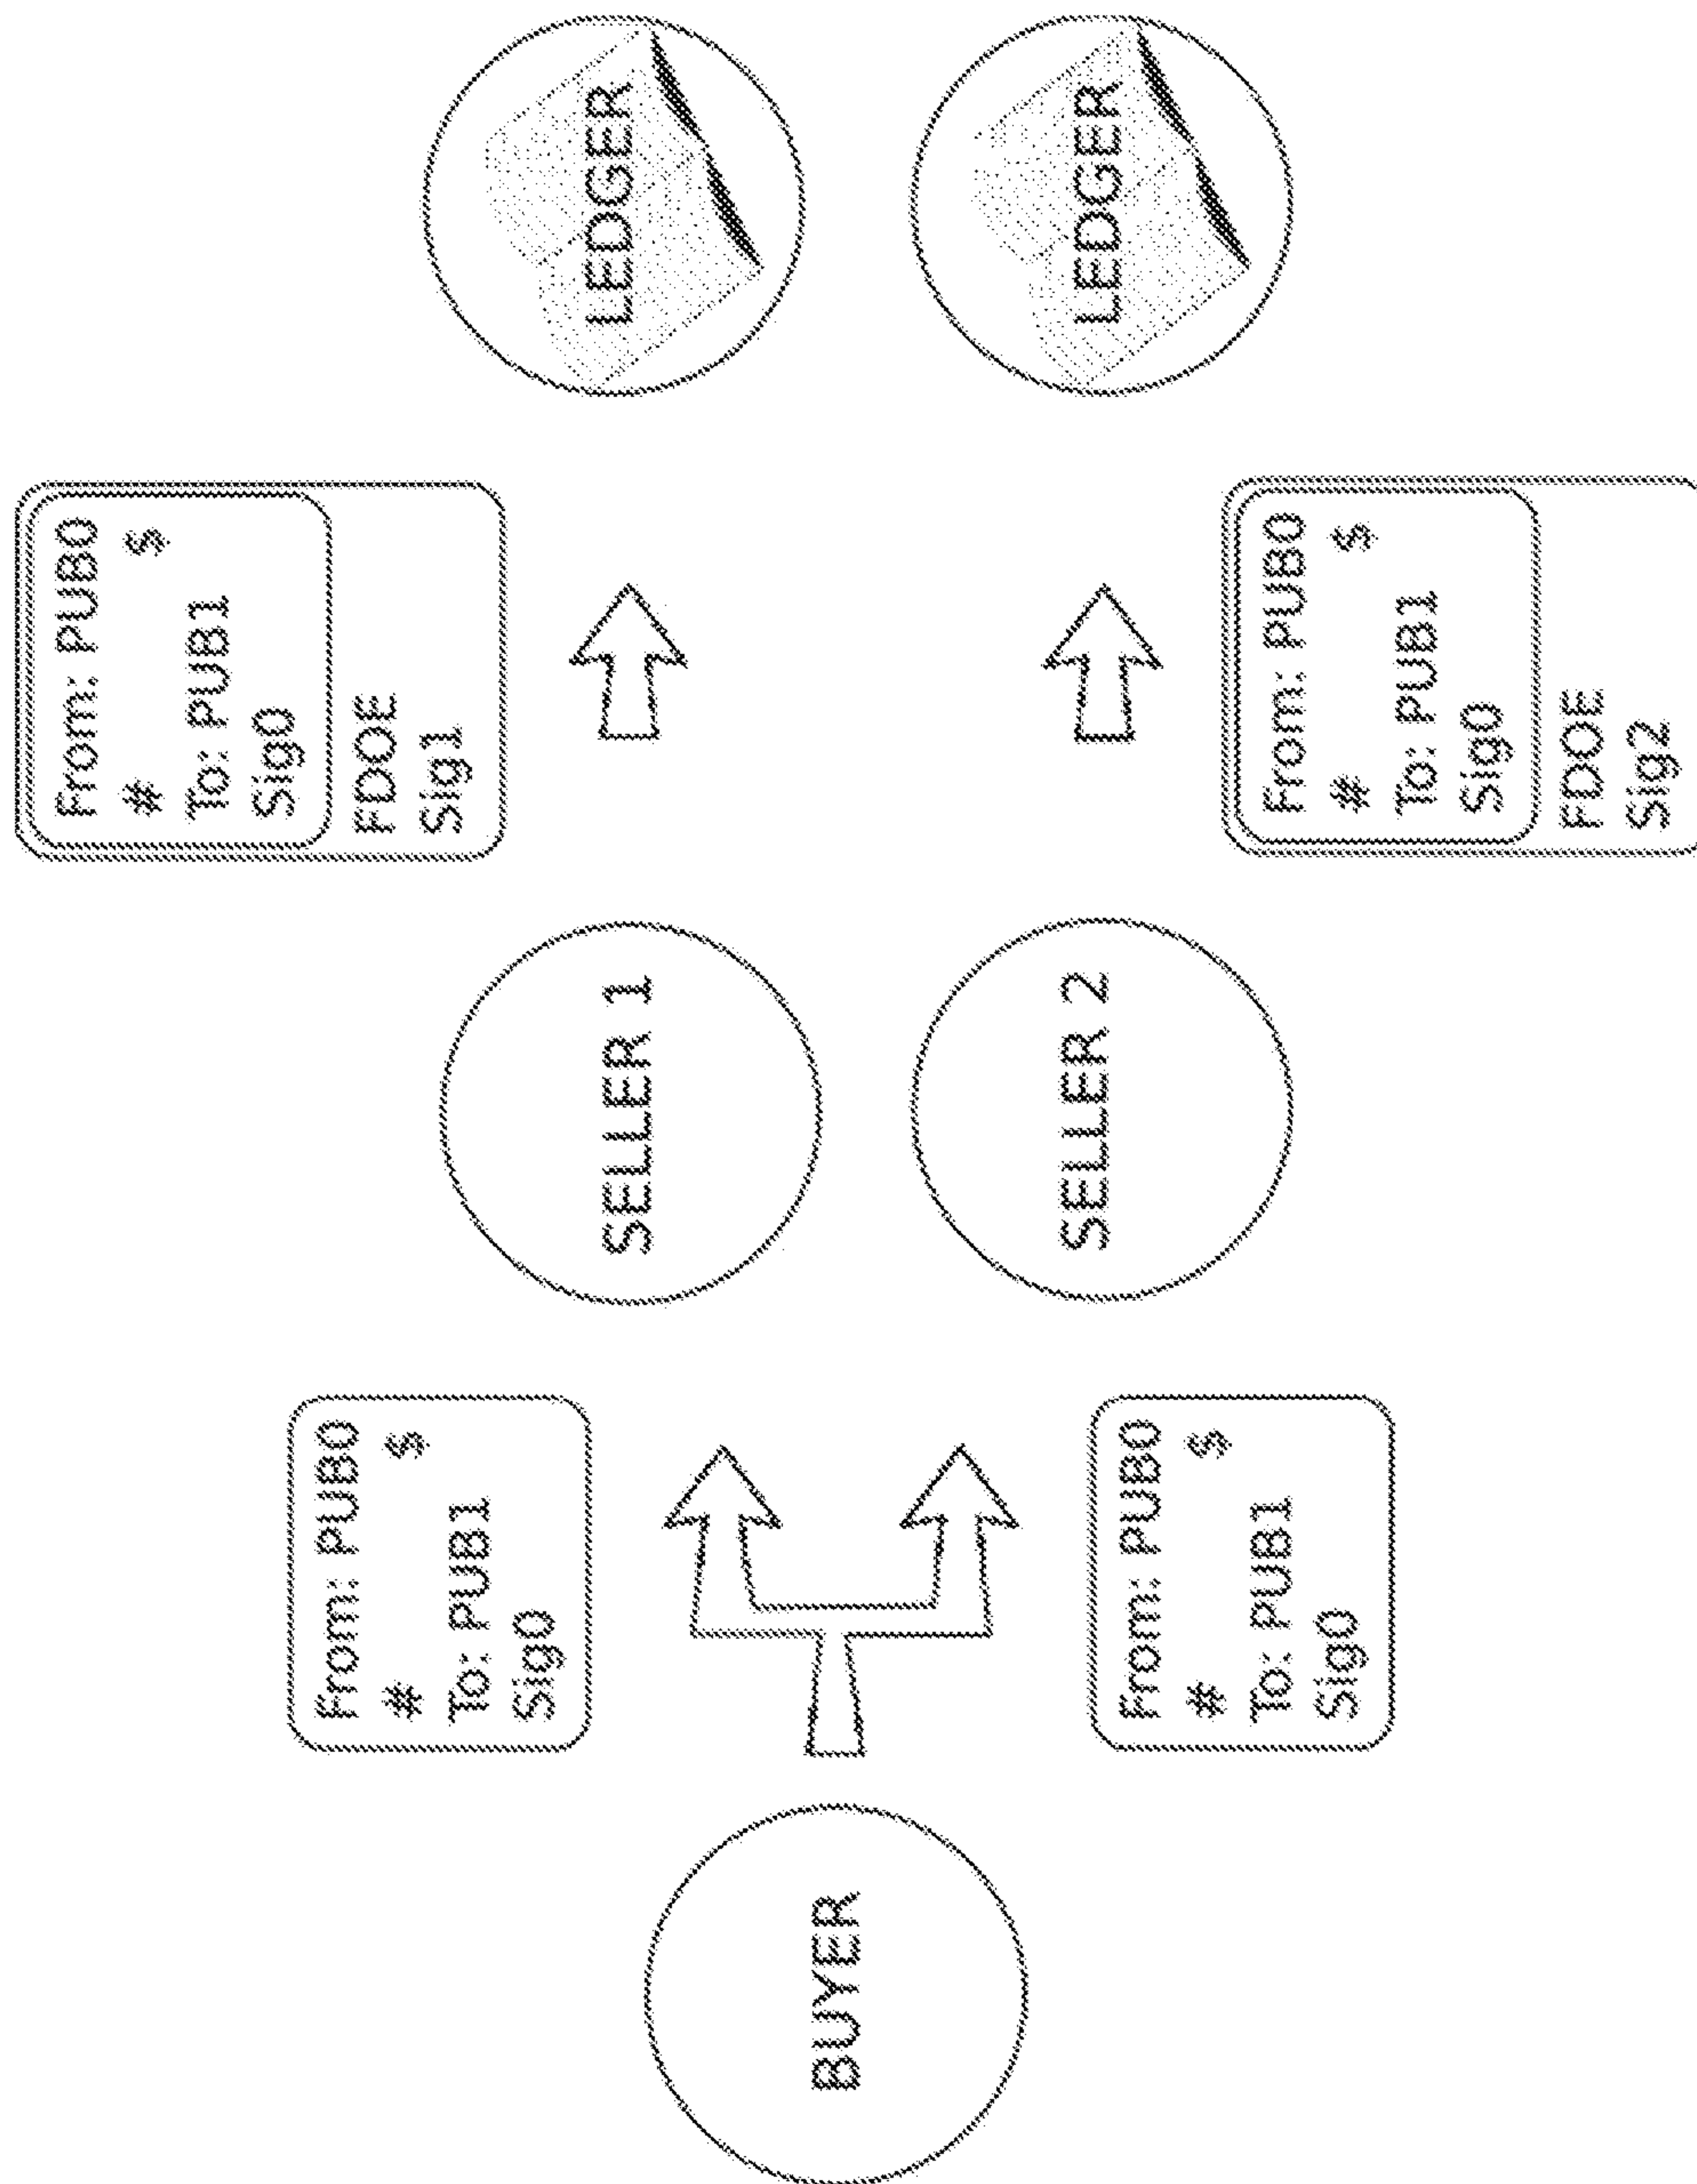 BUYER
From: PUB0
# $
To: PUB1
Sig0
From: PUB0
# $
To: PUB1
Sig0
SELLER 1
SELLER 2
From: PUB0
# $
To: PUB1
Sig0
FDOE
Sig1
From: PUB0
# $
To: PUB1
Sig0
FDOE
Sig2
LEDGER
LEDGER